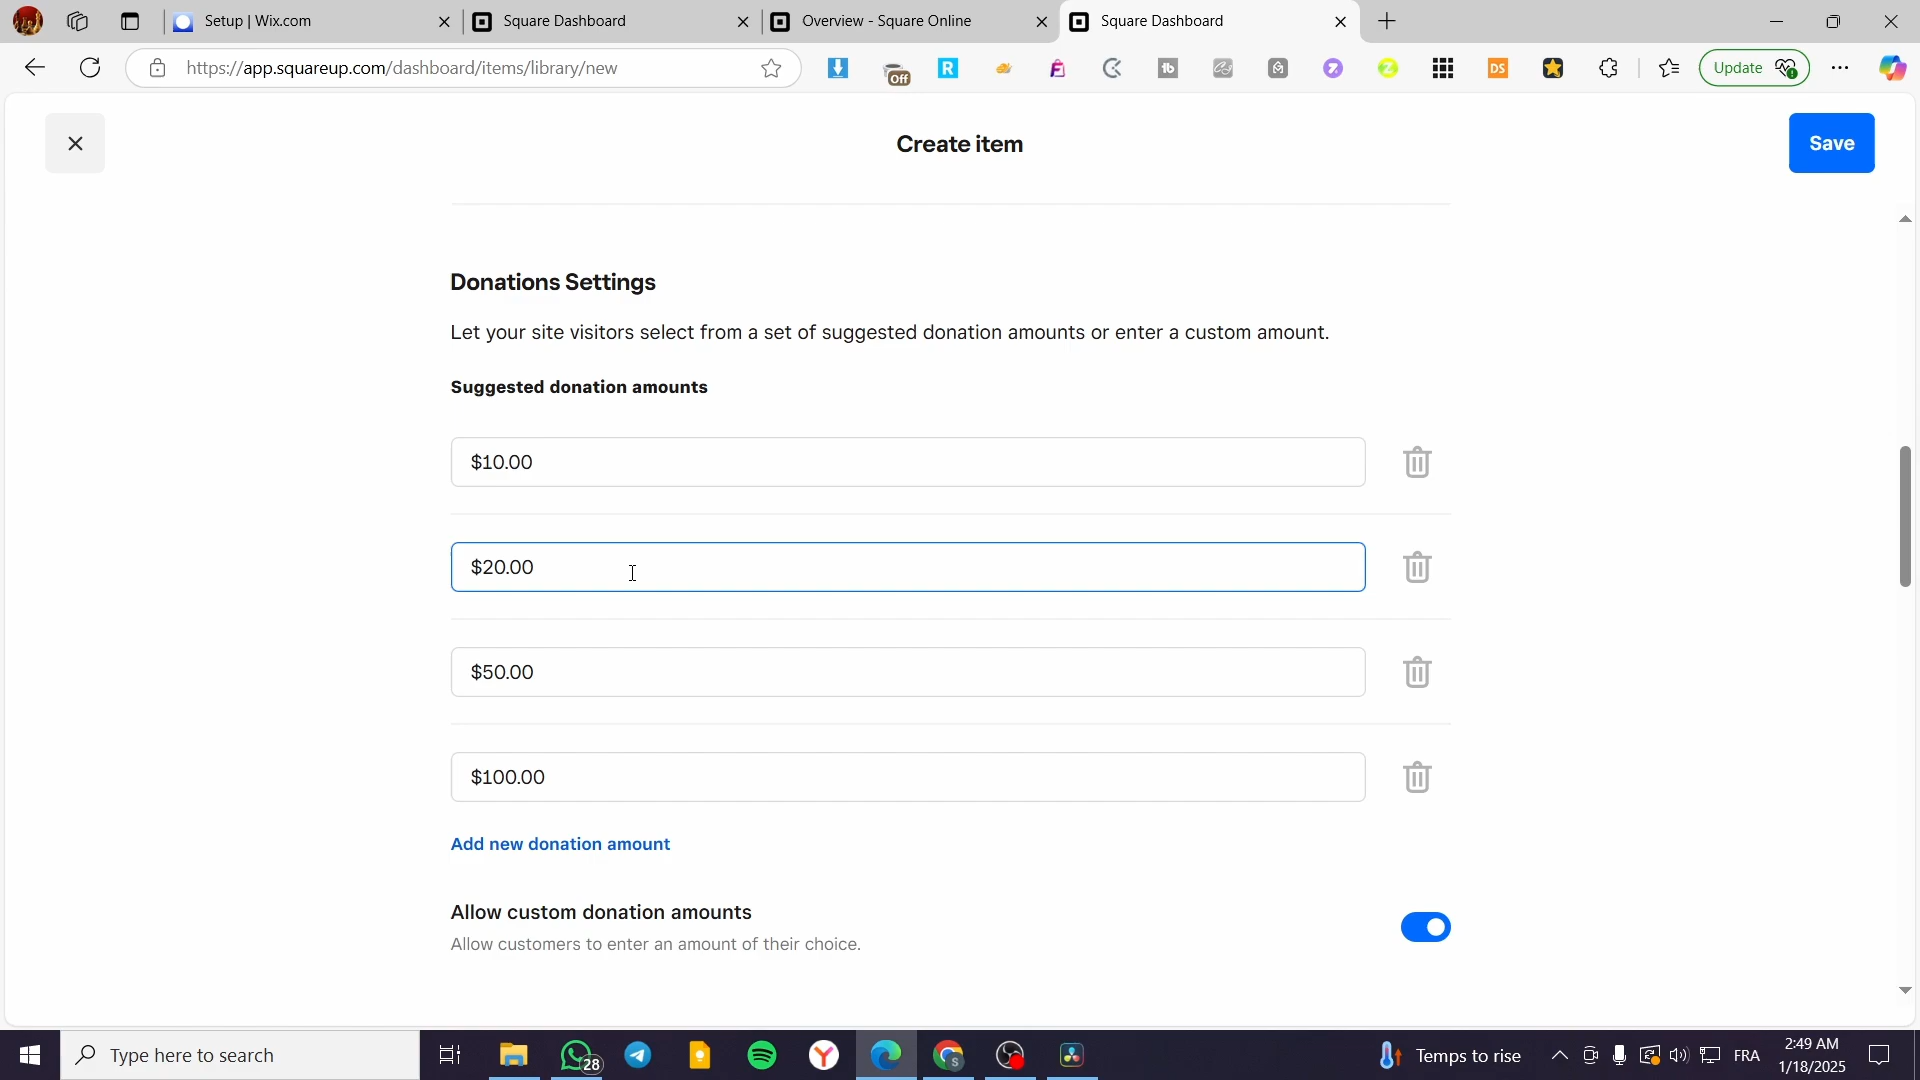 Setup | Wix.com
Square Dashboard
Overview - Square Online
Square Dashboard
https://app.squareup.com/dashboard/items/library/new
Off
R
tb
DS
Update
Create item
Save
Donations Settings
Let your site visitors select from a set of suggested donation amounts or enter a custom amount.
Suggested donation amounts
$10.00
$20.00
$50.00
$100.00
Add new donation amount
Allow custom donation amounts
Allow customers to enter an amount of their choice.
Type here to search
28
Temps to rise
FRA
2:49 AM
1/18/2025